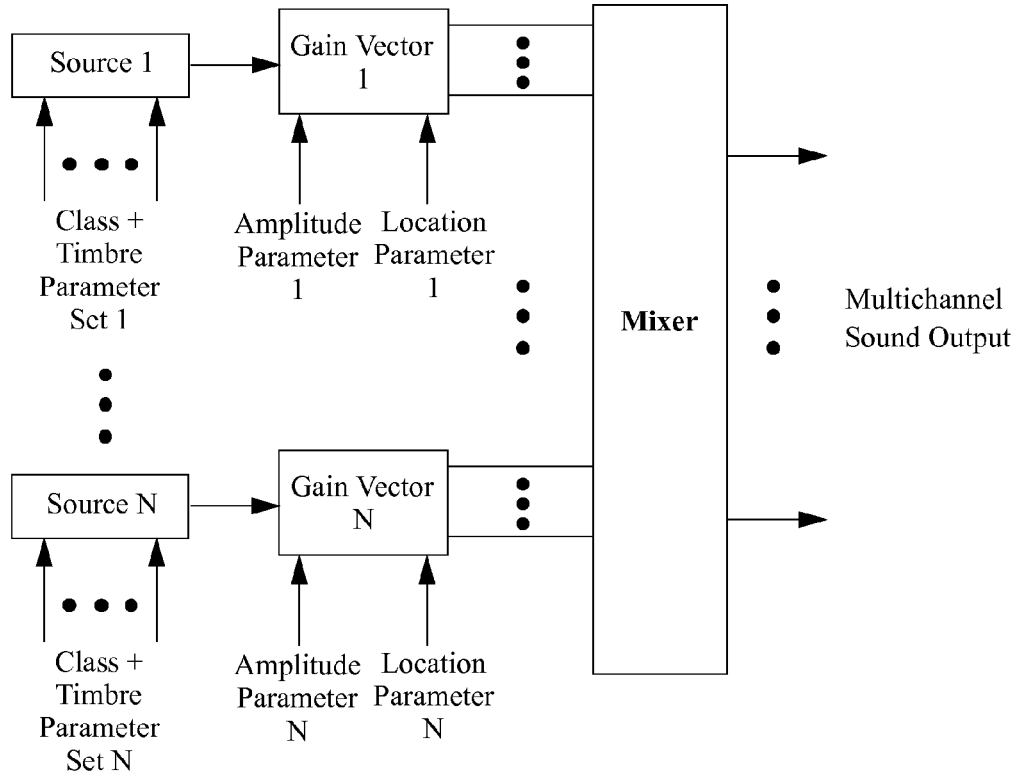 Source 1
Gain Vector
1
Class +
Timbre
Parameter
Set 1
Amplitude
Parameter
1
Location
Parameter
1
Mixer
Multichannel
Sound Output
Source N
Gain Vector
N
Class +
Timbre
Parameter
Set N
Amplitude
Parameter
N
Location
Parameter
N